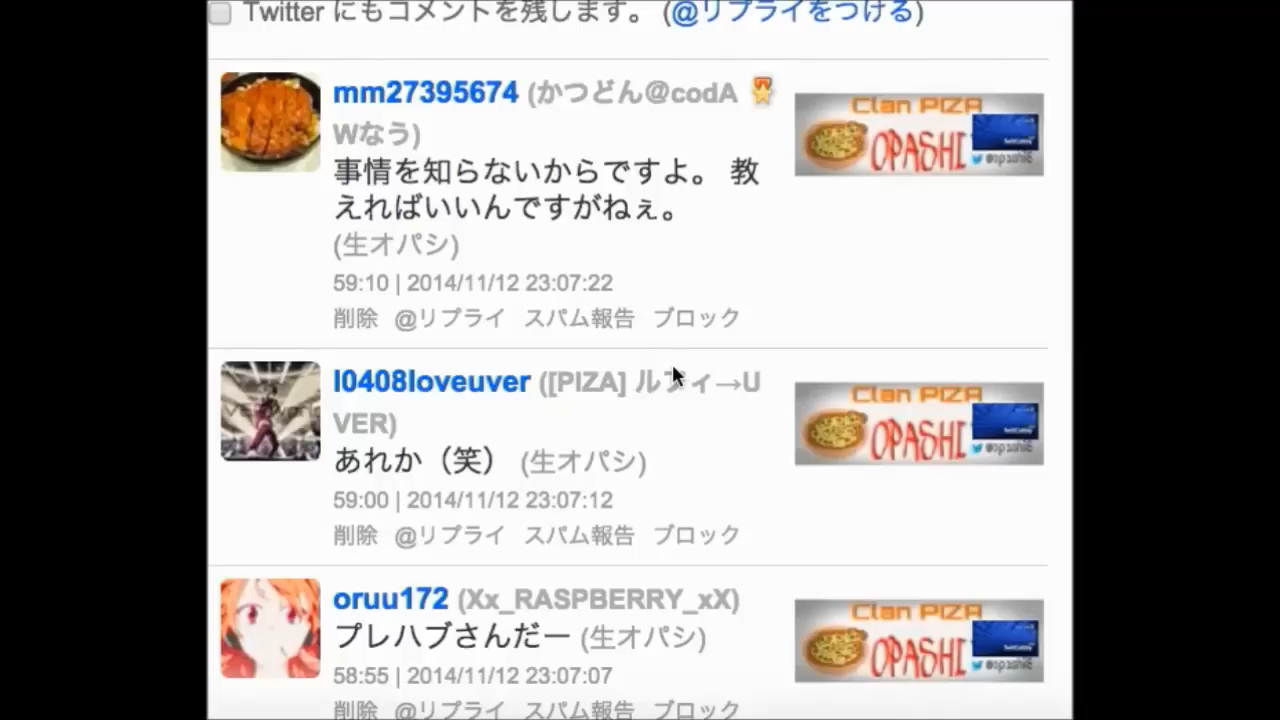 Twitter にもコメントを残します。 (@リプライをつける)
mm27395674 (かつどん@codA
Wなう)
事情を知らないからですよ。 教
えればいいんですがねぇ。
(生オパシ)
59:10 | 2014/11/12 23:07:22
削除 @リプライ スパム報告 ブロック
Clan PIZA
OPASHI
l0408loveuver ([PIZA] ルフィ→U
VER)
あれか（笑） (生オパシ)
59:00 | 2014/11/12 23:07:12
削除 @リプライ スパム報告 ブロック
Clan PIZA
OPASHI
oruu172 (Xx_RASPBERRY_xX)
プレハブさんだー (生オパシ)
58:55 | 2014/11/12 23:07:07
削除 @リプライ スパム報告 ブロック
Clan PIZA
OPASHI